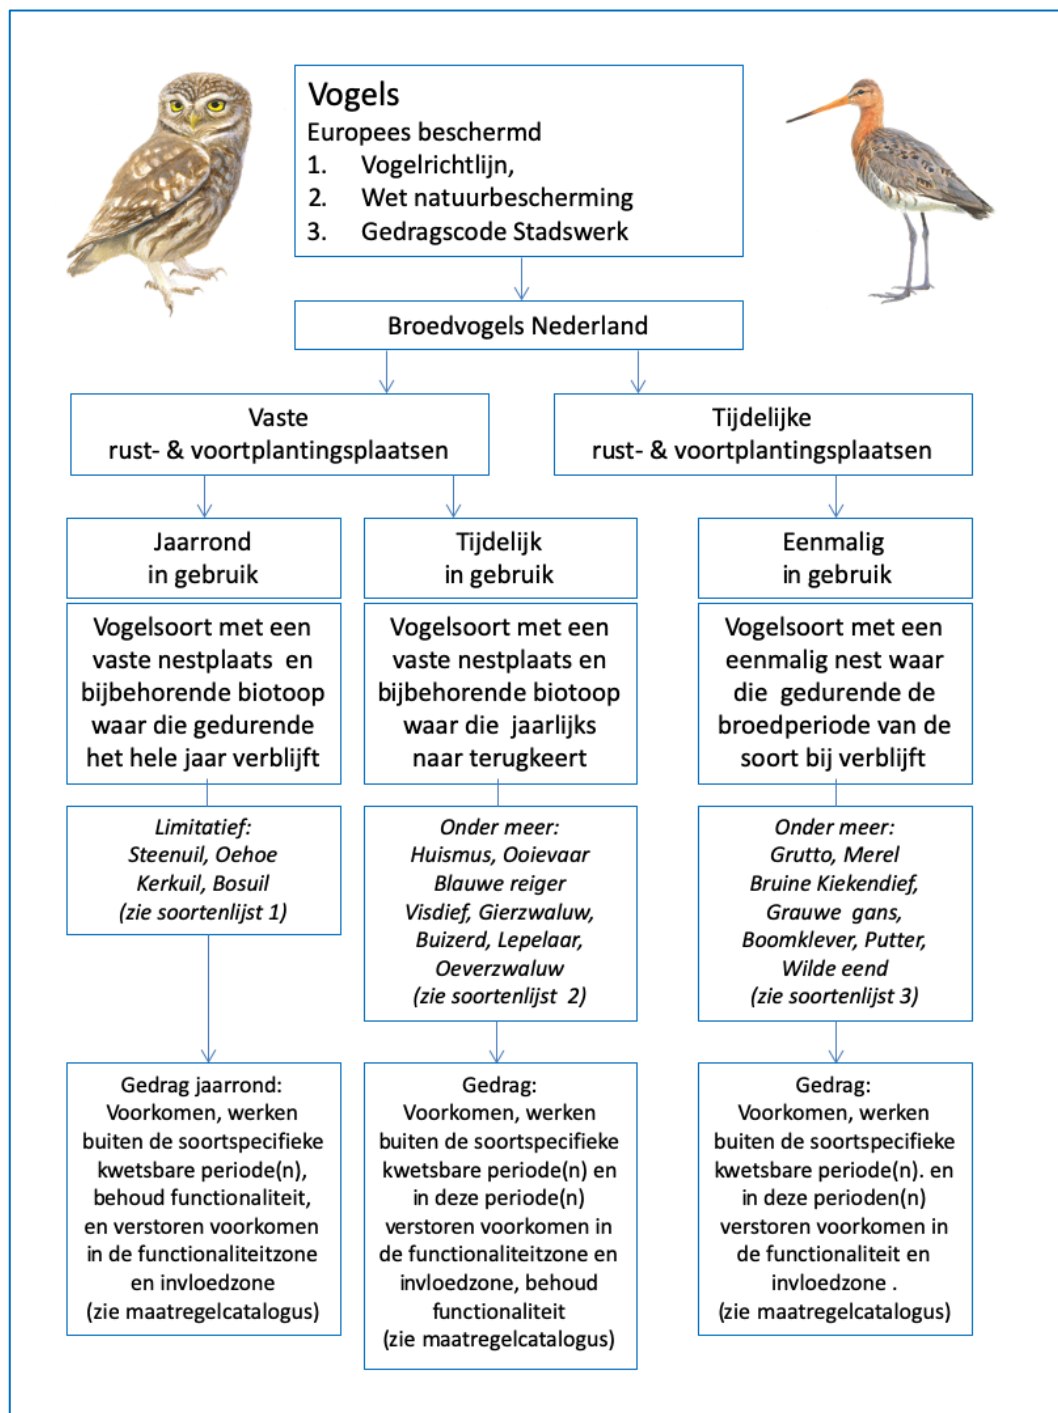 Vogels
Europees beschermd
1. Vogelrichtlijn,
2. Wet natuurbescherming
3. Gedragscode Stadswerk
Broedvogels Nederland
Vaste
rust- & voortplantingsplaatsen
Tijdelijke
rust- & voortplantingsplaatsen
Jaarrond
in gebruik
Tijdelijk
in gebruik
Eenmalig
in gebruik
Vogelsoort met een
vaste nestplaats en
bijbehorende biotoop
waar die gedurende
het hele jaar verblijft
Vogelsoort met een
vaste nestplaats en
bijbehorende biotoop
waar die jaarlijks
naar terugkeert
Vogelsoort met een
eenmalig nest waar
die gedurende de
broedperiode van de
soort bij verblijft
Limitatief:
Steenuil, Oehoe
Kerkuil, Bosuil
(zie soortenlijst 1)
Onder meer:
Huismus, Ooievaar
Blauwe reiger
Visdief, Gierzwaluw,
Buizerd, Lepelaar,
Oeverzwaluw
(zie soortenlijst 2)
Onder meer:
Grutto, Merel
Bruine Kiekendief,
Grauwe gans,
Boomklever, Putter,
Wilde eend
(zie soortenlijst 3)
Gedrag jaarrond:
Voorkomen, werken
buiten de soortspecifieke
kwetsbare periode(n),
behoud functionaliteit,
en verstoren voorkomen
in de functionaliteitzone
en invloedzone
(zie maatregelcatalogus)
Gedrag:
Voorkomen, werken
buiten de soortspecifieke
kwetsbare periode(n) en
in deze periode(n)
verstoren voorkomen in
de functionaliteitzone en
invloedzone, behoud
functionaliteit
(zie maatregelcatalogus)
Gedrag:
Voorkomen, werken
buiten de soortspecifieke
kwetsbare periode(n). en
in deze perioden(n)
verstoren voorkomen in
de functionaliteit en
invloedzone .
(zie maatregelcatalogus)